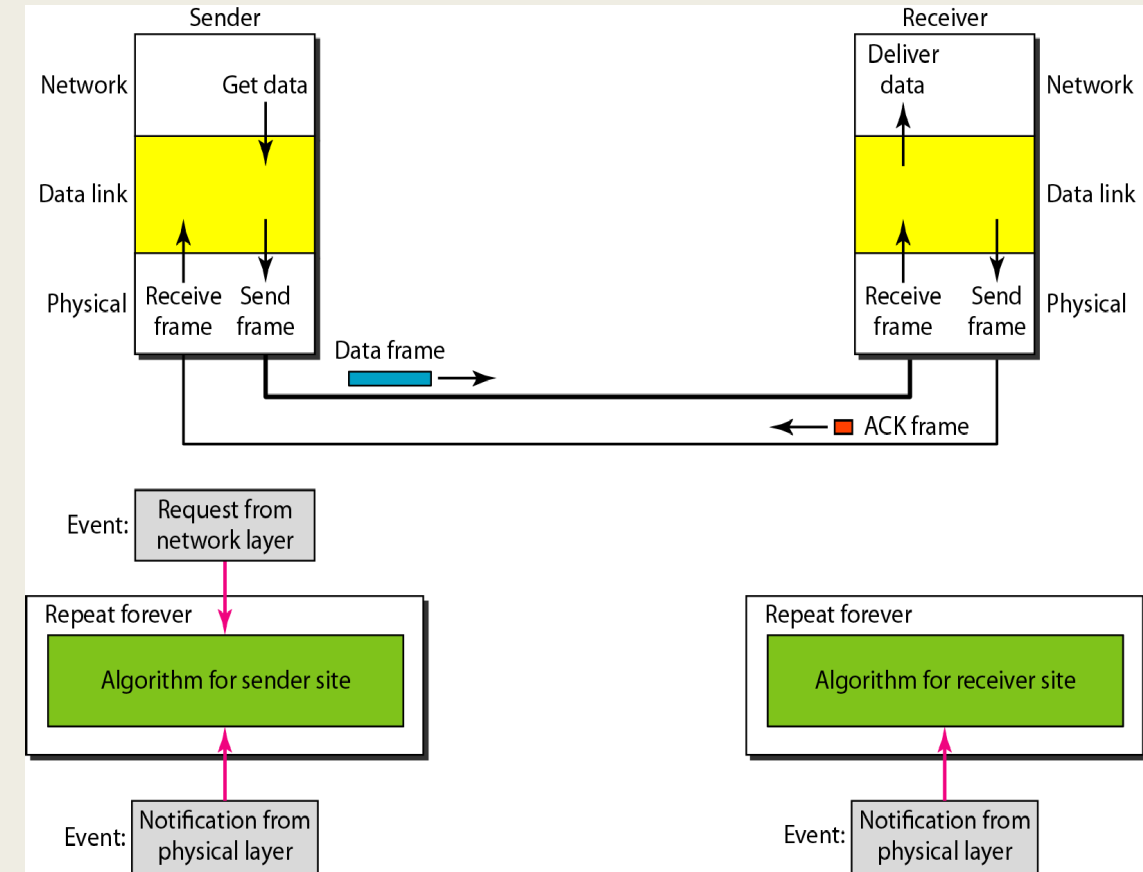 Sender
Receiver
Network
Get data
Deliver
data
Network
Data link
Data link
Physical
Receive
frame
Send
frame
Receive
frame
Send
frame
Physical
Data frame
ACK frame
Event:
Request from
network layer
Repeat forever
Algorithm for sender site
Repeat forever
Algorithm for receiver site
Event:
Notification from
physical layer
Event:
Notification from
physical layer